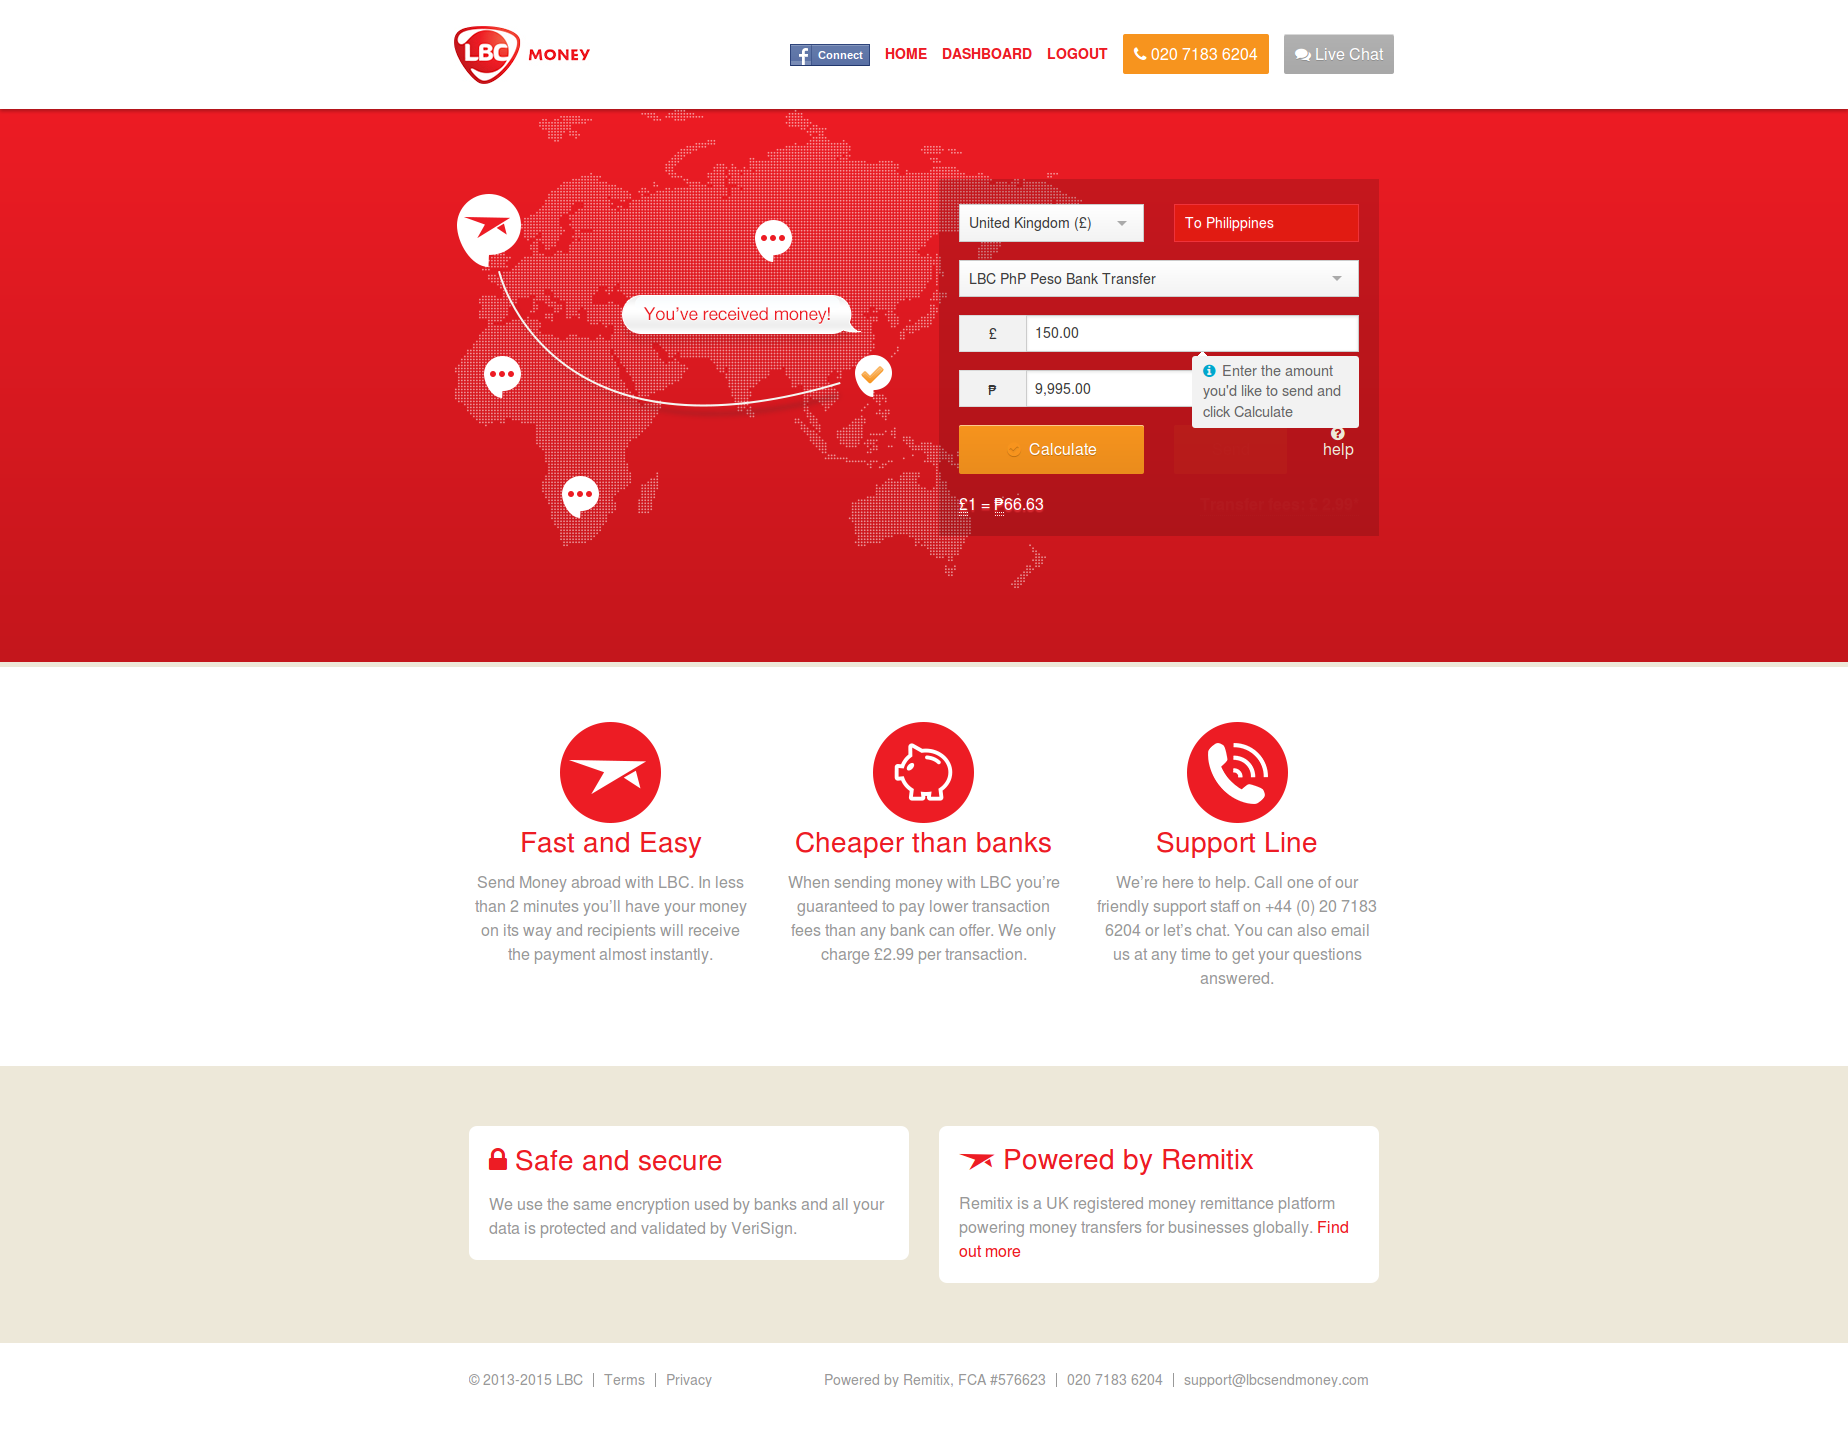 LBC MONEY
Connect HOME DASHBOARD LOGOUT 020 7183 6204 Live Chat
United Kingdom (£) To Philippines
LBC PhP Peso Bank Transfer
£ 150.00
You've received money!
Enter the amount
you'd like to send and
click Calculate
₱ 9,995.00
Calculate
help
£1 = ₱66.63 Transfer fees: £2.99*
Fast and Easy
Send Money abroad with LBC. In less
than 2 minutes you’ll have your money
on its way and recipients will receive
the payment almost instantly.
Cheaper than banks
When sending money with LBC you’re
guaranteed to pay lower transaction
fees than any bank can offer. We only
charge £2.99 per transaction.
Support Line
We’re here to help. Call one of our
friendly support staff on +44 (0) 20 7183
6204 or let’s chat. You can also email
us at any time to get your questions
answered.
Safe and secure
We use the same encryption used by banks and all your
data is protected and validated by VeriSign.
Powered by Remitix
Remitix is a UK registered money remittance platform
powering money transfers for businesses globally. Find
out more
© 2013-2015 LBC | Terms | Privacy
Powered by Remitix, FCA #576623 | 020 7183 6204 | support@lbcsendmoney.com